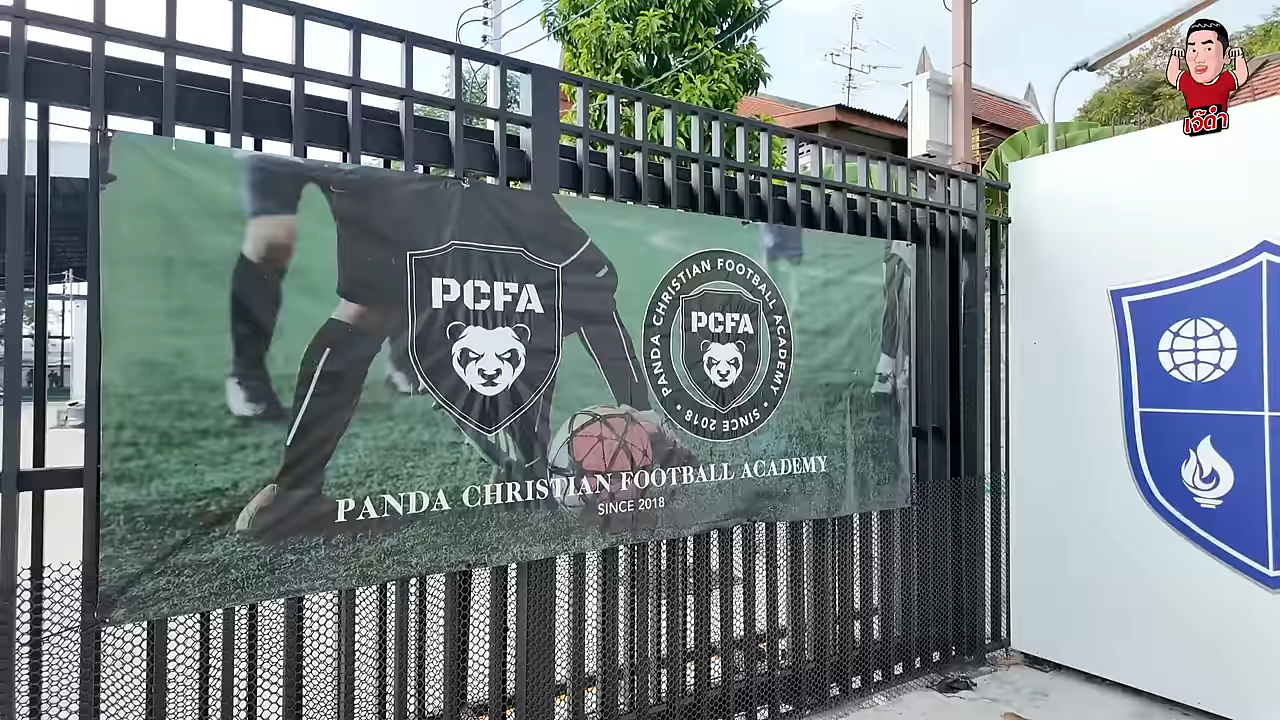 เจ๊ดำ
PCFA
PANDA CHRISTIAN FOOTBALL ACADEMY • SINCE 2018 •
PCFA
PANDA CHRISTIAN FOOTBALL ACADEMY
SINCE 2018